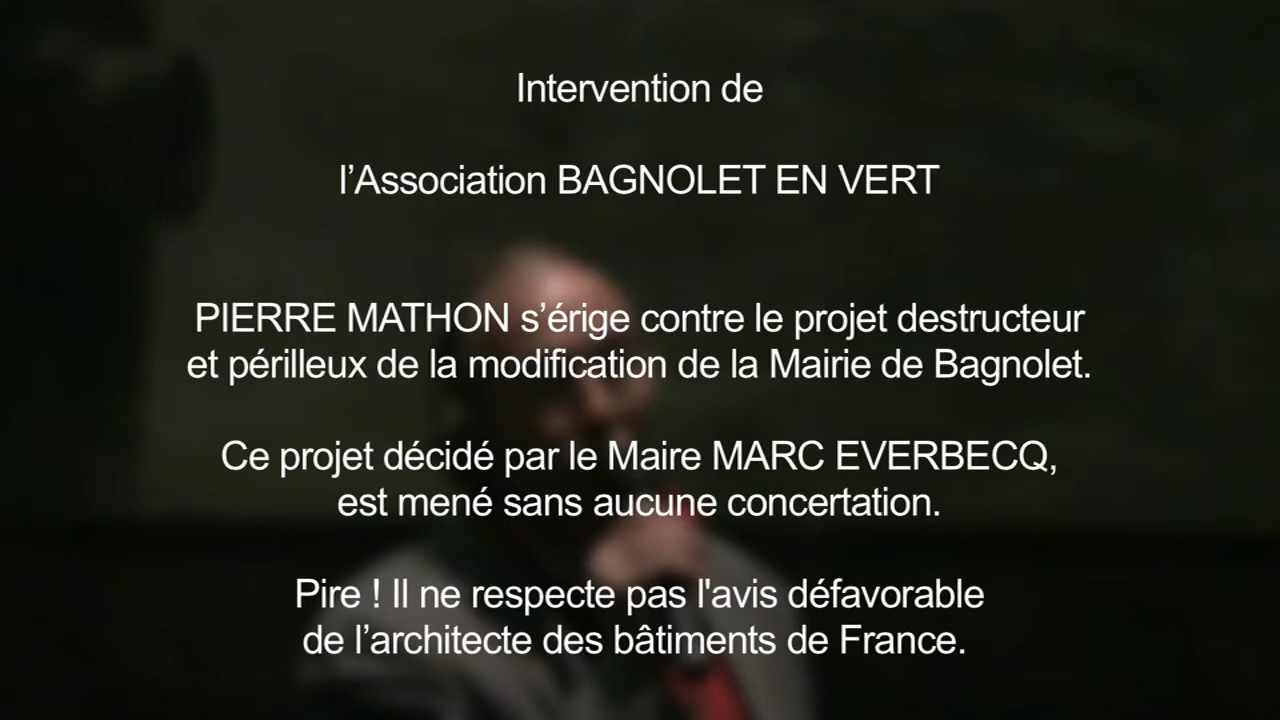 Intervention de
l’Association BAGNOLET EN VERT
PIERRE MATHON s’érige contre le projet destructeur
et périlleux de la modification de la Mairie de Bagnolet.
Ce projet décidé par le Maire MARC EVERBECQ,
est mené sans aucune concertation.
Pire ! Il ne respecte pas l'avis défavorable
de l’architecte des bâtiments de France.